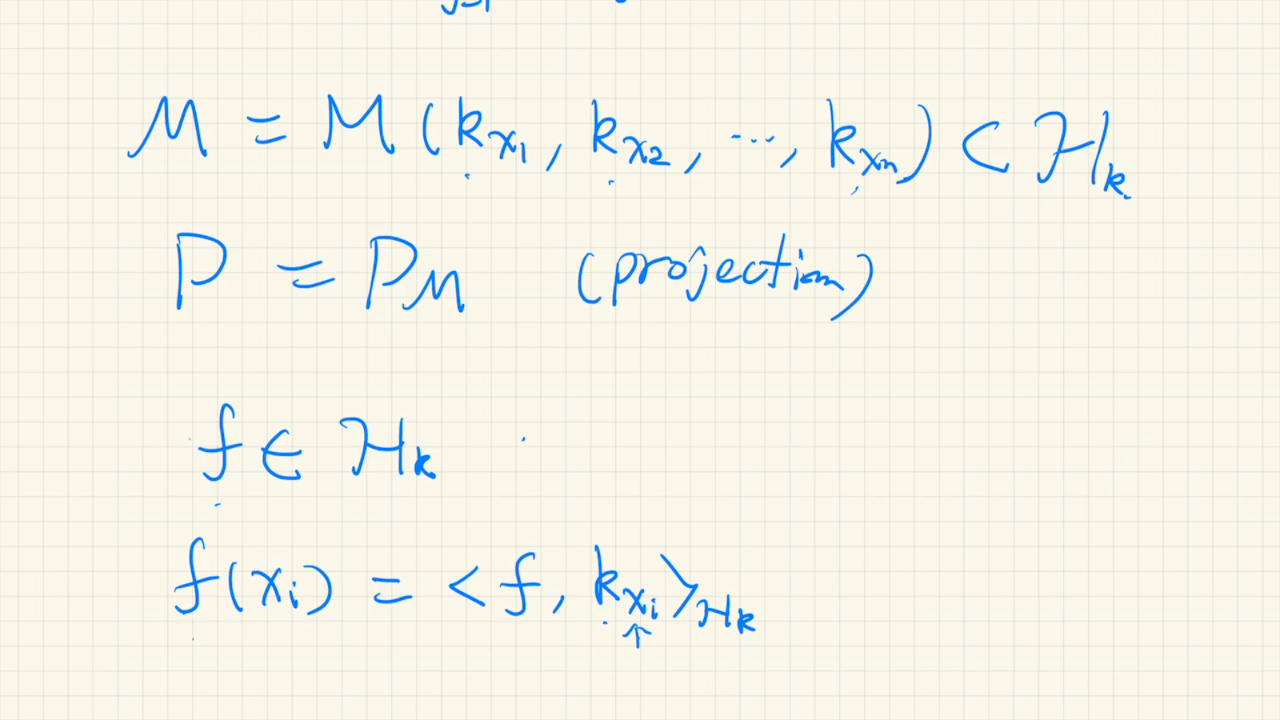 M = M(k_{x_1}, k_{x_2}, ..., k_{x_n}) ⊂ ℋ_k
P = P_M (projection)
f ∈ ℋ_k
f(x_i) = <f, k_{x_i}>_{ℋ_k}